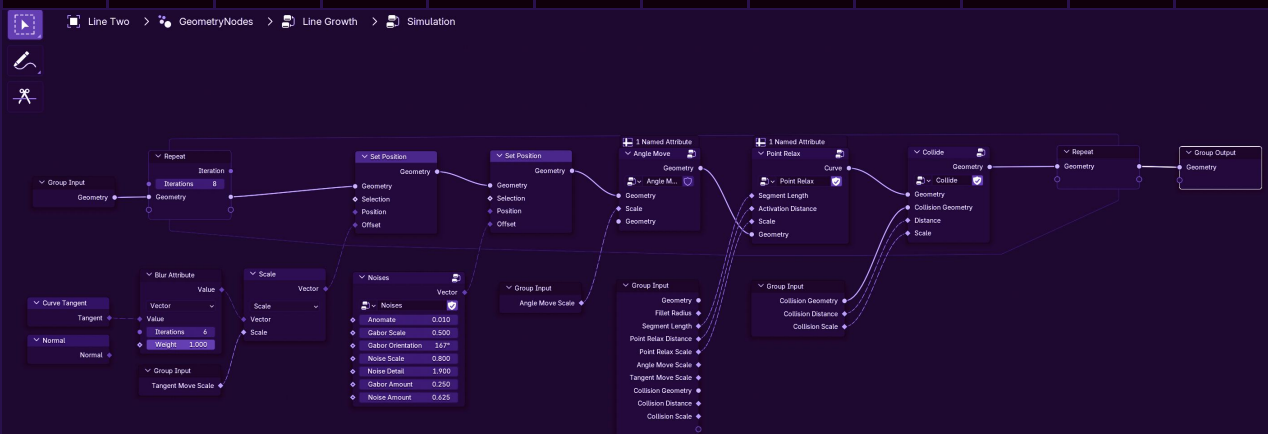 Line Two
GeometryNodes
Line Growth
Simulation
Group Input
Geometry
Repeat
Iteration
Iterations 8
Geometry
Set Position
Geometry
Geometry
Selection
Position
Offset
Set Position
Geometry
Geometry
Selection
Position
Offset
1 Named Attribute
Angle Move
Geometry
Angle M...
Geometry
Scale
Geometry
1 Named Attribute
Point Relax
Curve
Point Relax
Segment Length
Activation Distance
Scale
Geometry
Collide
Geometry
Collide
Geometry
Collision Geometry
Distance
Scale
Repeat
Geometry
Group Output
Geometry
Curve Tangent
Tangent
Normal
Normal
Blur Attribute
Value
Vector
Value
Iterations 6
Weight 1.000
Group Input
Tangent Move Scale
Scale
Vector
Scale
Vector
Scale
Noises
Vector
Noises
Anomate 0.010
Gabor Scale 0.500
Gabor Orientation 167°
Noise Scale 0.800
Noise Detail 1.900
Gabor Amount 0.250
Noise Amount 0.625
Group Input
Angle Move Scale
Group Input
Geometry
Fillet Radius
Segment Length
Point Relax Distance
Point Relax Scale
Angle Move Scale
Tangent Move Scale
Collision Geometry
Collision Distance
Collision Scale
Group Input
Collision Geometry
Collision Distance
Collision Scale